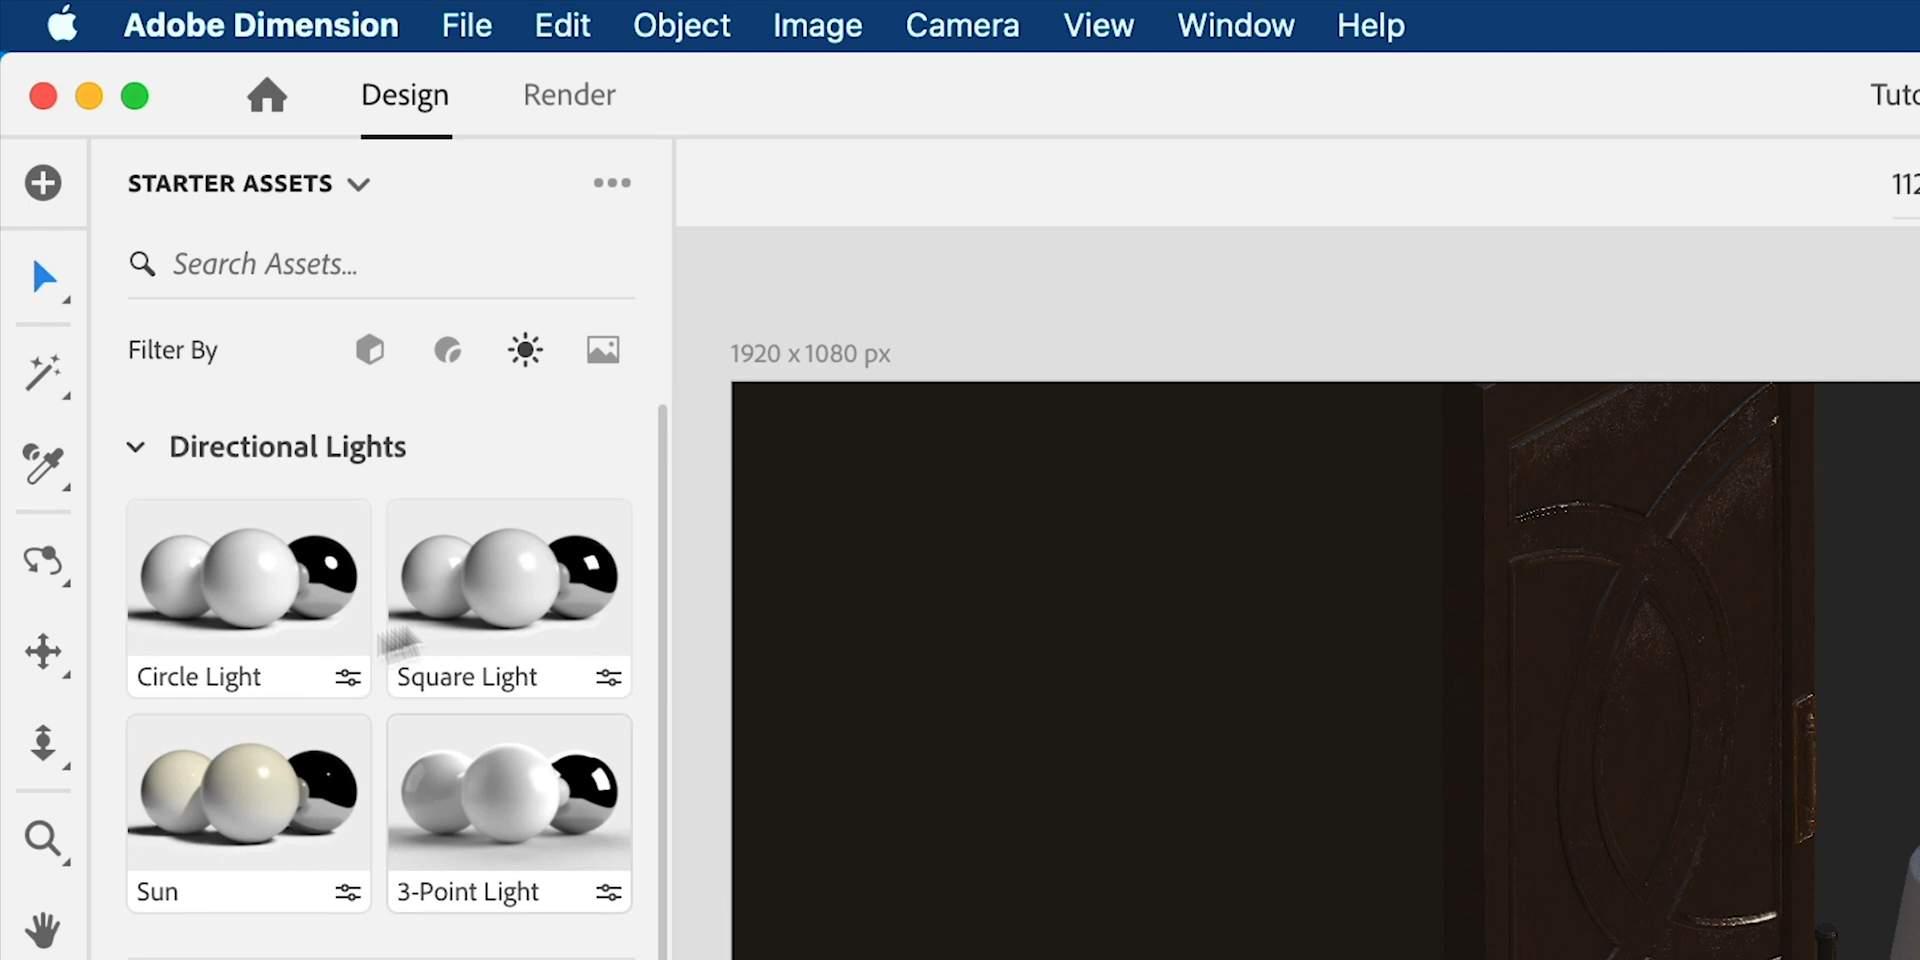 Adobe Dimension File Edit Object Image Camera View Window Help
Design Render
STARTER ASSETS
Search Assets...
Filter By
1920 x 1080 px
Directional Lights
Circle Light Square Light
Sun 3-Point Light